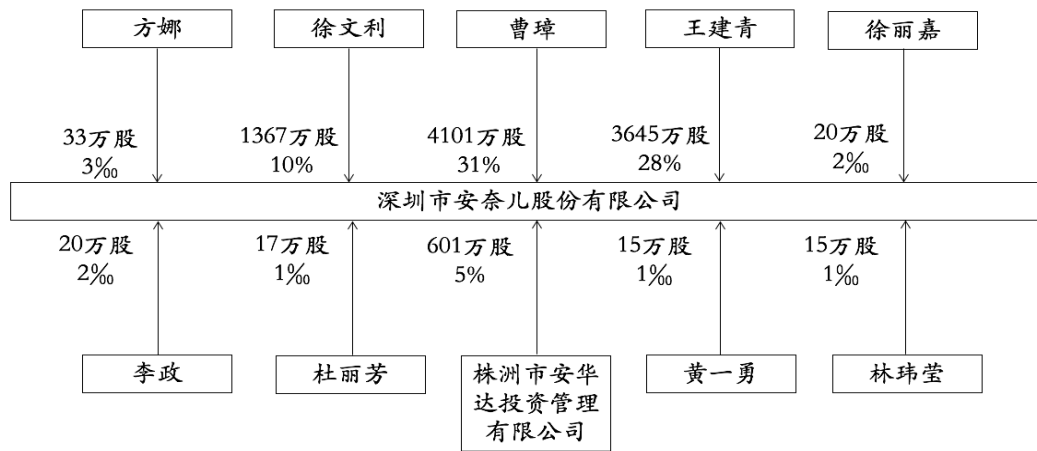 方娜
徐文利
曹璋
王建青
徐丽嘉
33万股
3‰
1367万股
10%
4101万股
31%
3645万股
28%
20万股
2‰
深圳市安奈儿股份有限公司
20万股
2‰
17万股
1‰
601万股
5%
15万股
1‰
15万股
1‰
李政
杜丽芳
株洲市安华
达投资管理
有限公司
黄一勇
林玮莹